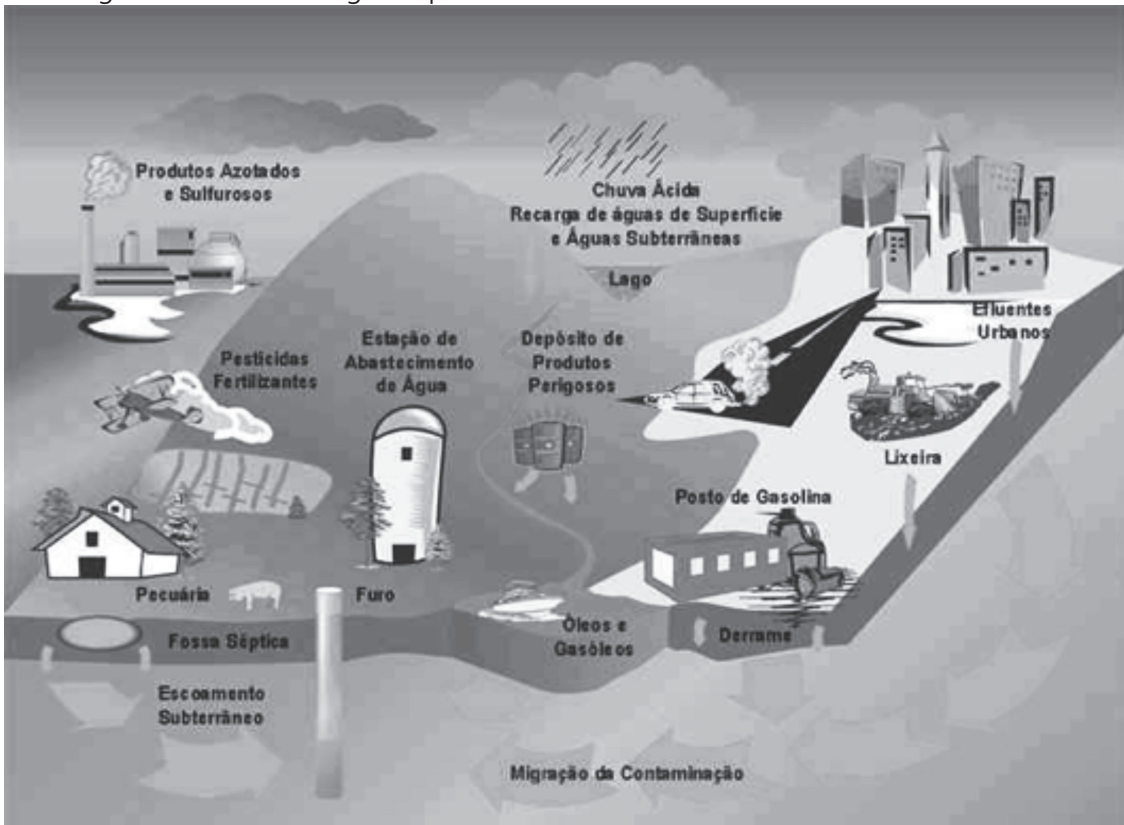 Produtos Azotados
e Sulfurosos
Chuva Ácida
Recarga de águas de Superfície
e Águas Subterrâneas
Lago
Efluentes
Urbanos
Pesticidas
Fertilizantes
Estação de
Abastecimento
de Água
Depósito de
Produtos
Perigosos
Lixeira
Posto de Gasolina
Pecuária
Furo
Fossa Séptica
Óleos e
Gasóleos
Derrame
Escoamento
Subterrâneo
Migração da Contaminação